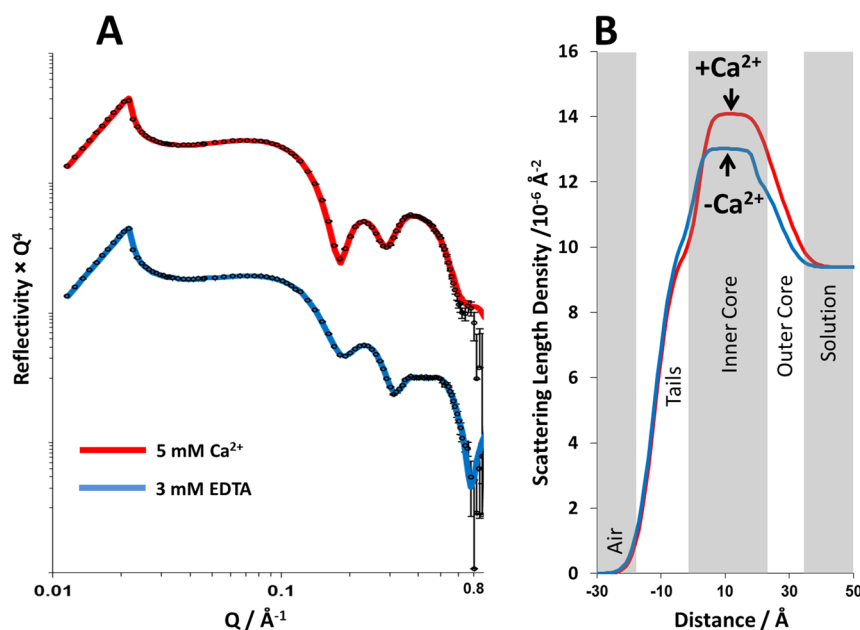 A
Reflectivity × Q⁴
5 mM Ca²⁺
3 mM EDTA
0.01
0.1
0.8
Q / Å⁻¹
B
Scattering Length Density /10⁻⁶ Å⁻²
16
14
12
10
8
6
4
2
0
+Ca²⁺
-Ca²⁺
Air
Tails
Inner Core
Outer Core
Solution
-30
-10
10
30
50
Distance / Å